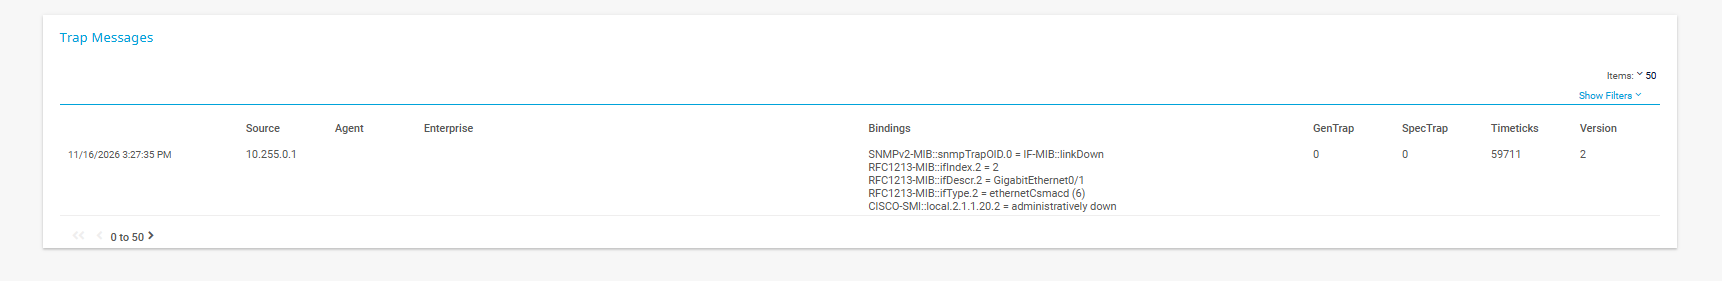 Trap Messages
Items: 50
Show Filters
Source Agent Enterprise Bindings GenTrap SpecTrap Timeticks Version
11/16/2026 3:27:35 PM 10.255.0.1 SNMPv2-MIB::snmpTrapOID.0 = IF-MIB::linkDown 0 0 59711 2
RFC1213-MIB::ifIndex.2 = 2
RFC1213-MIB::ifDescr.2 = GigabitEthernet0/1
RFC1213-MIB::ifType.2 = ethernetCsmacd (6)
CISCO-SMI::local.2.1.1.20.2 = administratively down
0 to 50